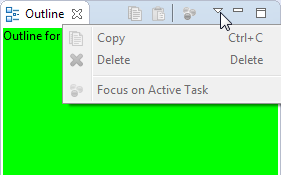 Outline
Outline for
Copy Ctrl+C
Delete Delete
Focus on Active Task